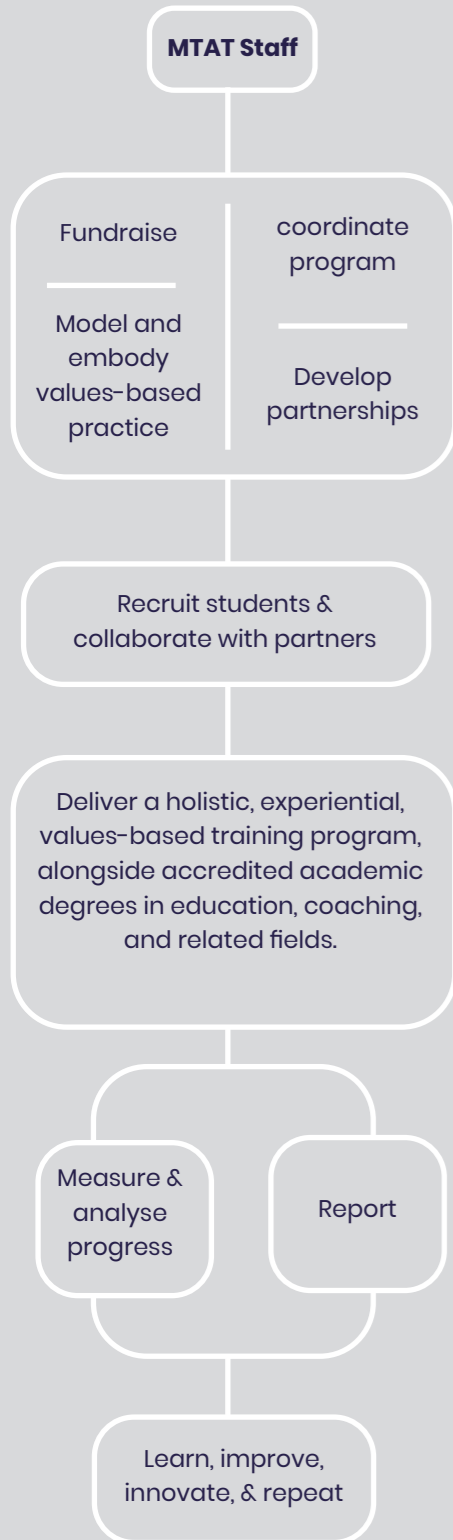 MTAT Staff
Fundraise
Model and
embody
values-based
practice
coordinate
program
Develop
partnerships
Recruit students &
collaborate with partners
Deliver a holistic, experiential,
values-based training program,
alongside accredited academic
degrees in education, coaching,
and related fields.
Measure &
analyse
progress
Report
Learn, improve,
innovate, & repeat